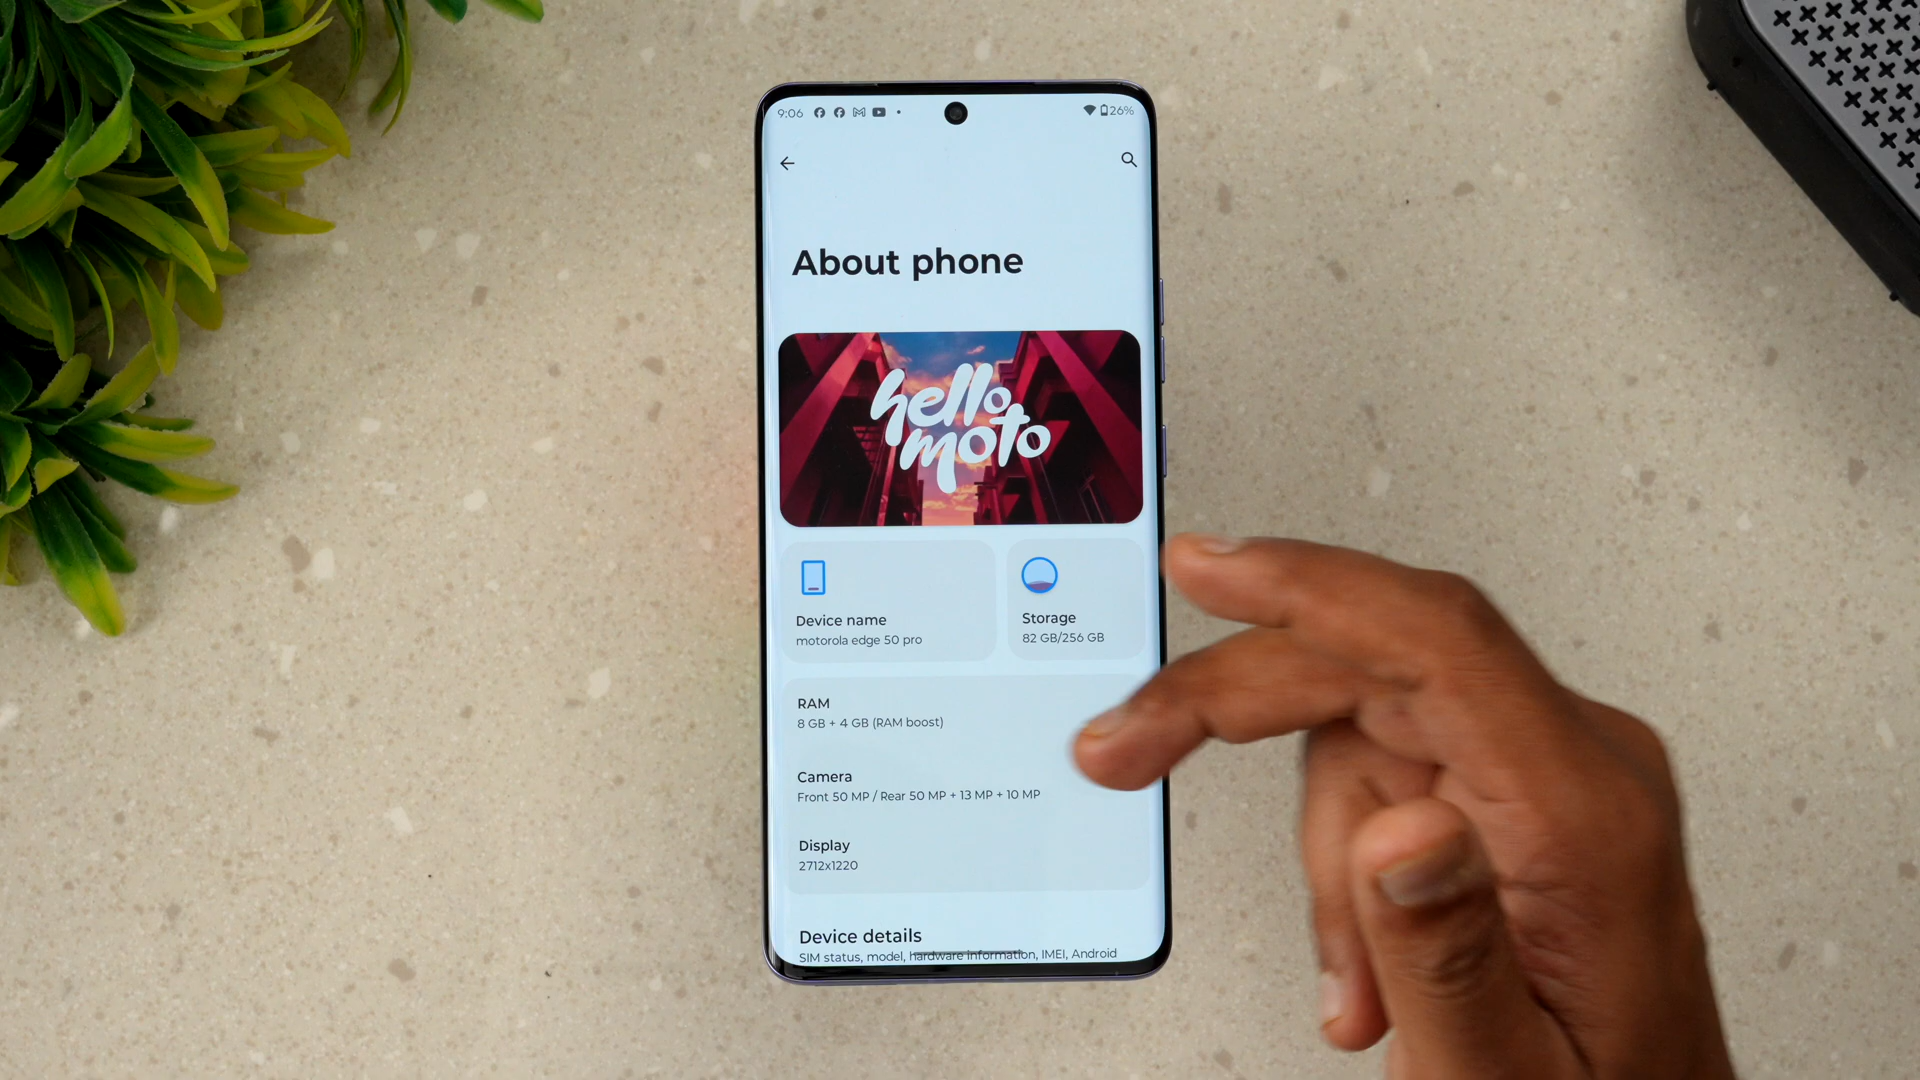 9:06
26%
About phone
hello
moto
Device name
motorola edge 50 pro
Storage
82 GB/256 GB
RAM
8 GB + 4 GB (RAM boost)
Camera
Front 50 MP / Rear 50 MP + 13 MP + 10 MP
Display
2712x1220
Device details
SIM status, model, hardware information, IMEI, Android